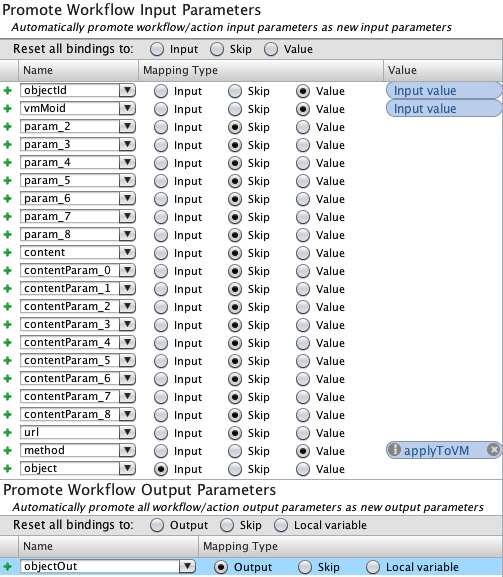 Promote Workflow Input Parameters
Automatically promote workflow/action input parameters as new input parameters
Reset all bindings to: Input Skip Value
Name Mapping Type Value
objectId Input Skip Value Input value
vmMoid Input Skip Value Input value
param_2 Input Skip Value
param_3 Input Skip Value
param_4 Input Skip Value
param_5 Input Skip Value
param_6 Input Skip Value
param_7 Input Skip Value
param_8 Input Skip Value
content Input Skip Value
contentParam_0 Input Skip Value
contentParam_1 Input Skip Value
contentParam_2 Input Skip Value
contentParam_3 Input Skip Value
contentParam_4 Input Skip Value
contentParam_5 Input Skip Value
contentParam_6 Input Skip Value
contentParam_7 Input Skip Value
contentParam_8 Input Skip Value
url Input Skip Value
method Input Skip Value applyToVM
object Input Skip Value
Promote Workflow Output Parameters
Automatically promote all workflow/action output parameters as new output parameters
Reset all bindings to: Output Skip Local variable
Name Mapping Type
objectOut Output Skip Local variable